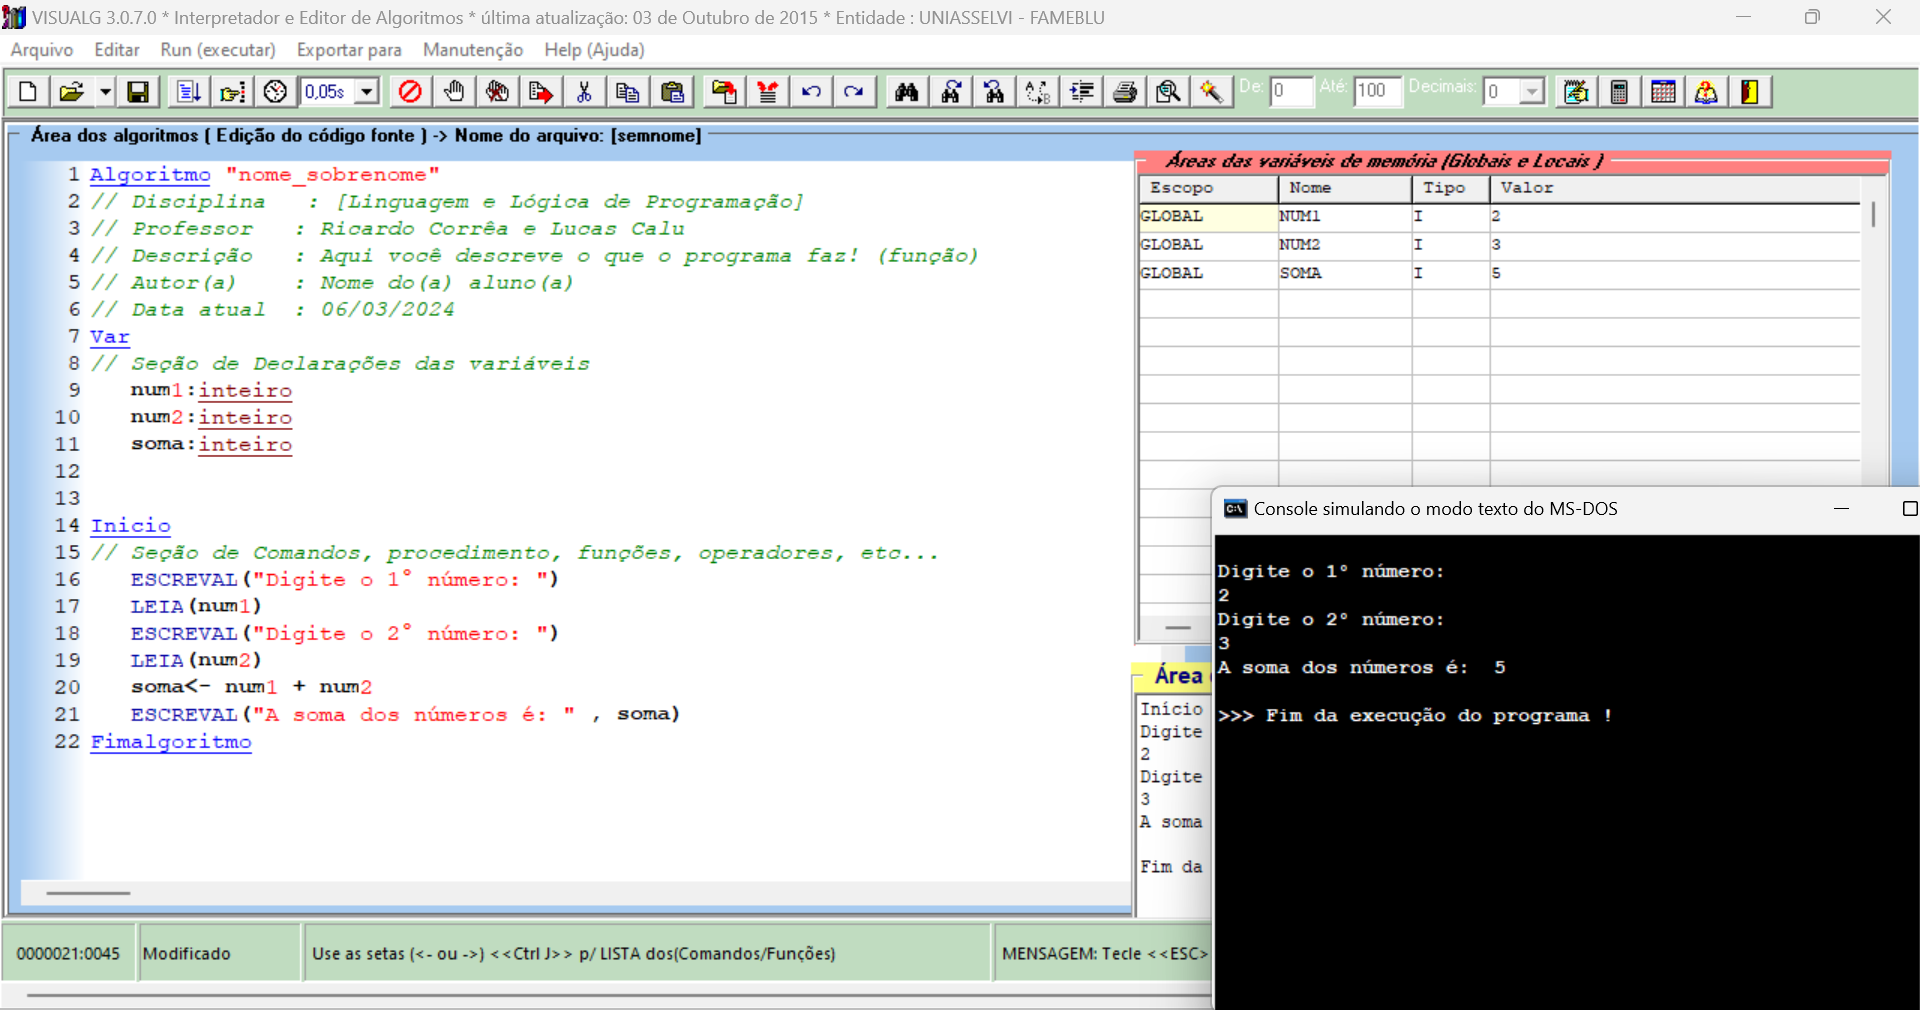 VISUALG 3.0.7.0 * Interpretador e Editor de Algoritmos * última atualização: 03 de Outubro de 2015 * Entidade : UNIASSELVI - FAMEBLU
Arquivo Editar Run (executar) Exportar para Manutenção Help (Ajuda)
0,05s De: 0 Até: 100 Decimais: 0
Área dos algoritmos ( Edição do código fonte ) -> Nome do arquivo: [semnome]
1 Algoritmo "nome_sobrenome"
2 // Disciplina   : [Linguagem e Lógica de Programação]
3 // Professor   : Ricardo Corrêa e Lucas Calu
4 // Descrição   : Aqui você descreve o que o programa faz! (função)
5 // Autor(a)    : Nome do(a) aluno(a)
6 // Data atual  : 06/03/2024
7 Var
8 // Seção de Declarações das variáveis
9    num1:inteiro
10    num2:inteiro
11    soma:inteiro
12
13
14 Inicio
15 // Seção de Comandos, procedimento, funções, operadores, etc...
16    ESCREVAL("Digite o 1° número: ")
17    LEIA(num1)
18    ESCREVAL("Digite o 2° número: ")
19    LEIA(num2)
20    soma<- num1 + num2
21    ESCREVAL("A soma dos números é: " , soma)
22 Fimalgoritmo
Áreas das variáveis de memória (Globais e Locais )
Escopo Nome Tipo Valor
GLOBAL NUM1 I 2
GLOBAL NUM2 I 3
GLOBAL SOMA I 5
Console simulando o modo texto do MS-DOS
Digite o 1° número:
2
Digite o 2° número:
3
A soma dos números é:  5
>>> Fim da execução do programa !
Área
Início
Digite
2
Digite
3
A soma
Fim da
0000021:0045 Modificado Use as setas (<- ou ->) <<Ctrl J>> p/ LISTA dos(Comandos/Funções) MENSAGEM: Tecle <<ESC>